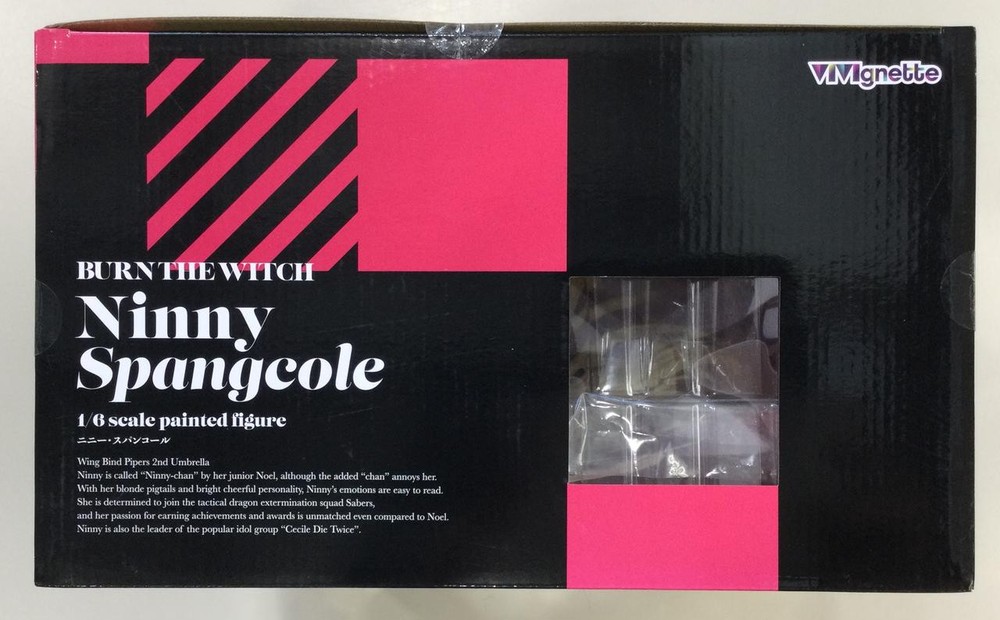 VIVIgnette
BURN THE WITCH
Ninny
Spangcole
1/6 scale painted figure
ニニー・スパンコール
Wing Bind Pipers 2nd Umbrella
Ninny is called “Ninny-chan” by her junior Noel, although the added “chan” annoys her.
With her blonde pigtails and bright cheerful personality, Ninny’s emotions are easy to read.
She is determined to join the tactical dragon extermination squad Sabers,
and her passion for earning achievements and awards is unmatched even compared to Noel.
Ninny is also the leader of the popular idol group “Cecile Die Twice”.